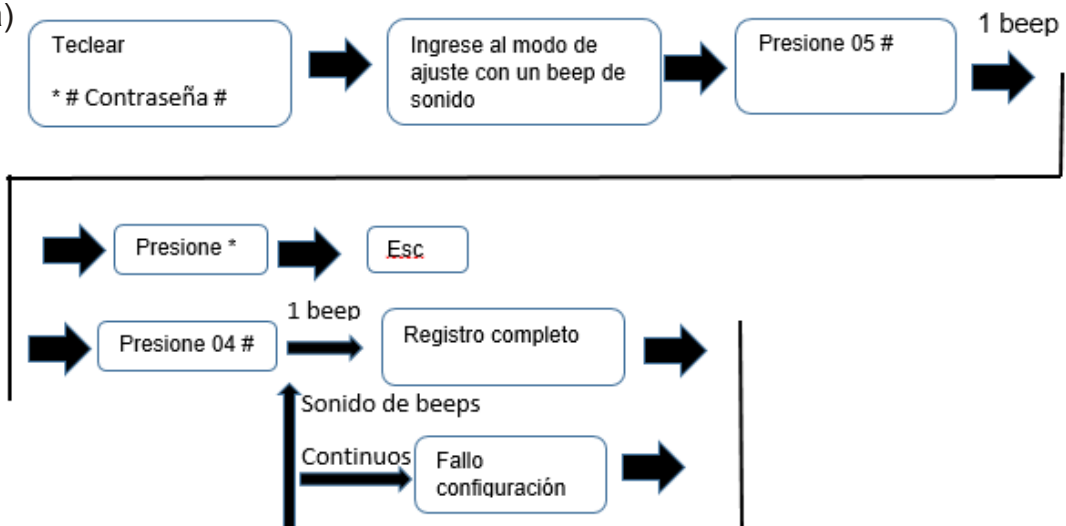 a)
Teclear
* # Contraseña #
Ingrese al modo de
ajuste con un beep de
sonido
Presione 05 #
1 beep
Presione *
Esc
Presione 04 #
1 beep
Registro completo
Sonido de beeps
Continuos
Fallo
configuración